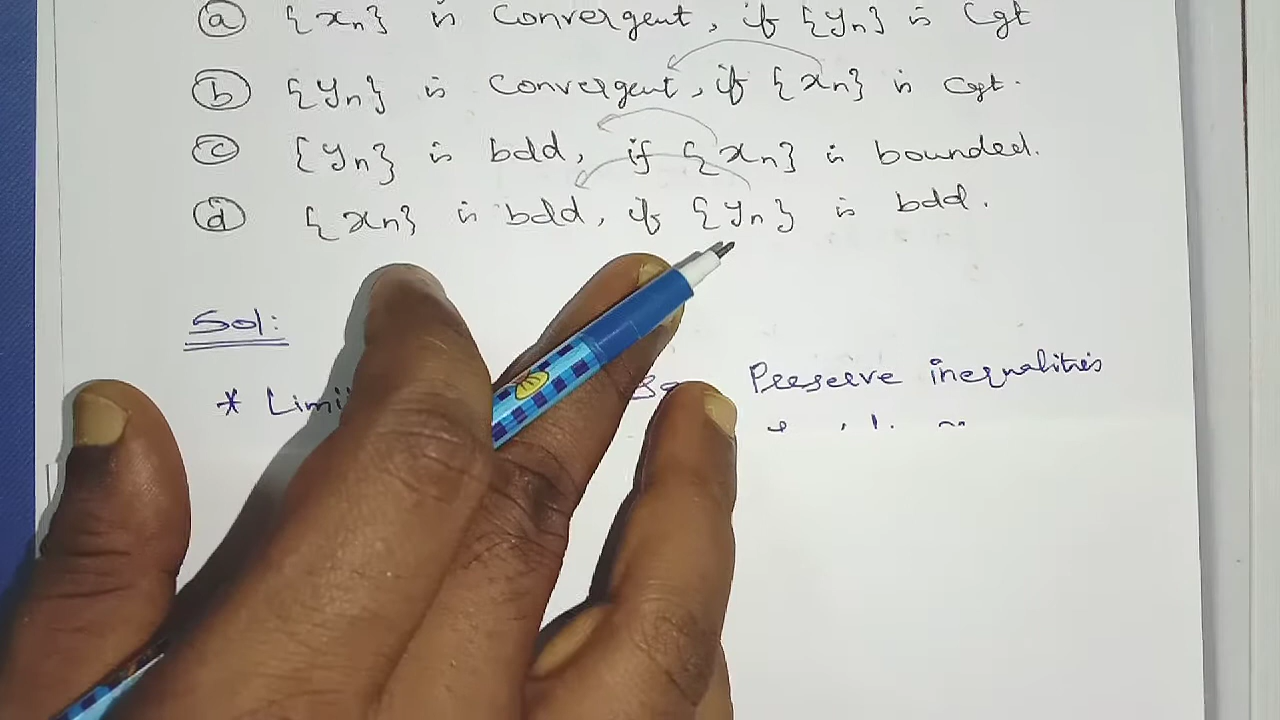 (a) {xn} is Convergent, if {yn} is Cgt
(b) {yn} is Convergent, if {xn} is Cgt.
(c) {yn} is bdd, if {xn} is bounded.
(d) {xn} is bdd, if {yn} is bdd.
Sol:
* Preserve inequalities